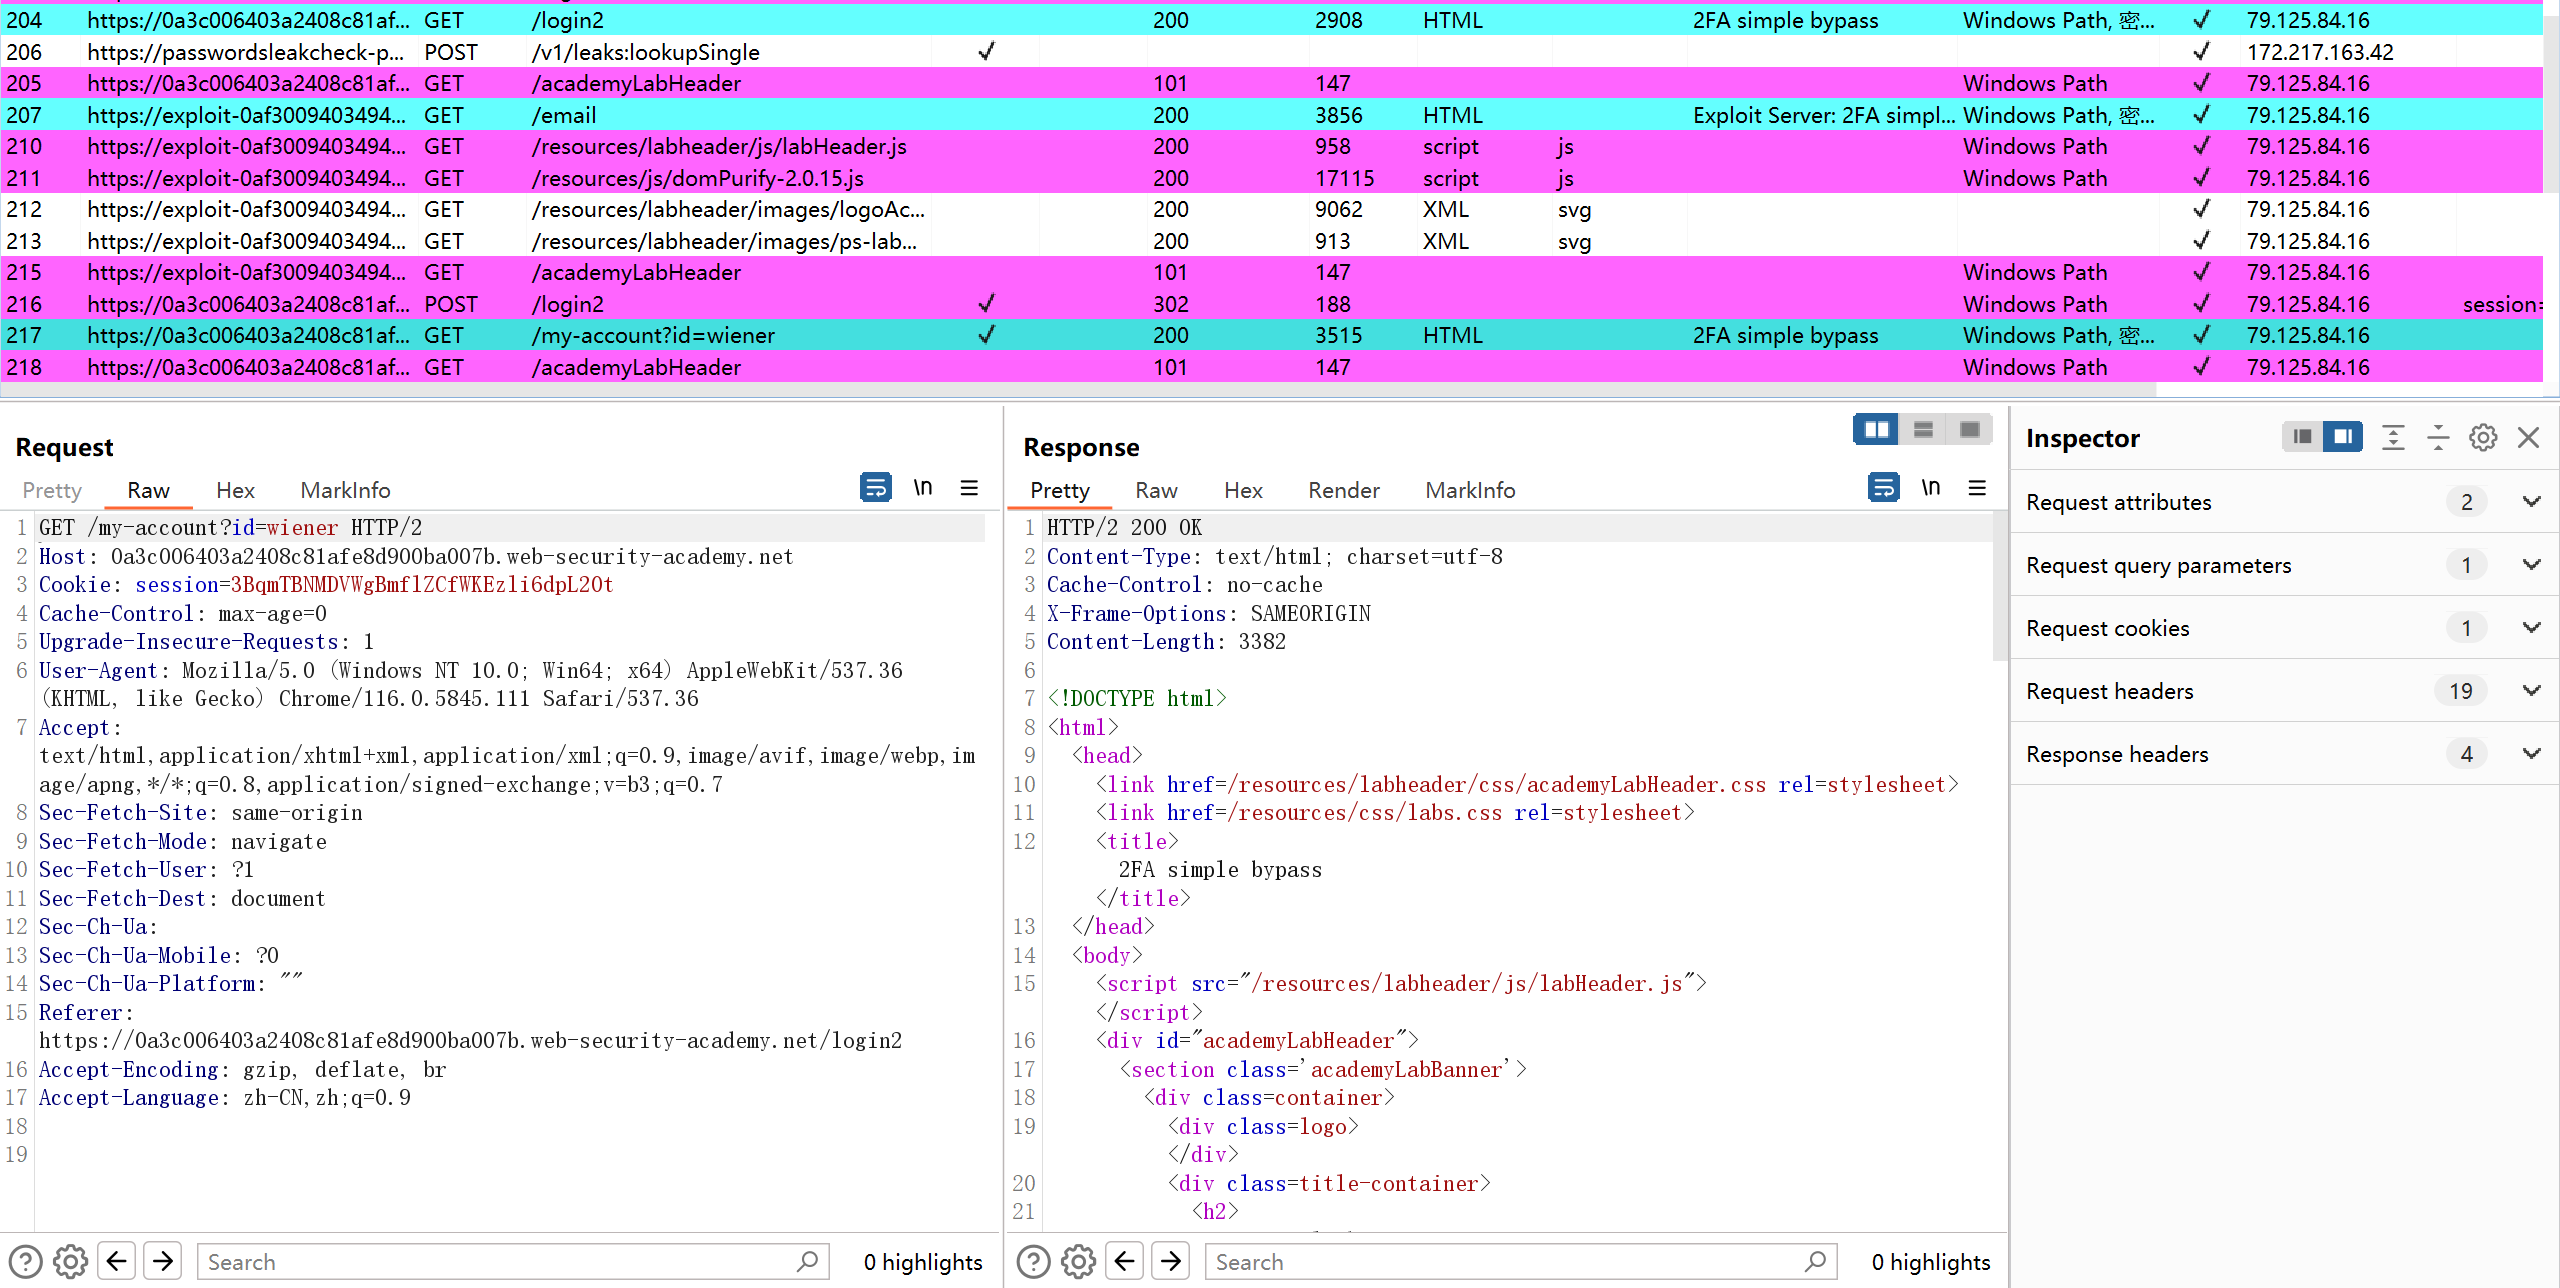 204 https://0a3c006403a2408c81af... GET /login2 200 2908 HTML 2FA simple bypass Windows Path, 密... ✓ 79.125.84.16
206 https://passwordsleakcheck-p... POST /v1/leaks:lookupSingle ✓ ✓ 172.217.163.42
205 https://0a3c006403a2408c81af... GET /academyLabHeader 101 147 Windows Path ✓ 79.125.84.16
207 https://exploit-0af3009403494... GET /email 200 3856 HTML Exploit Server: 2FA simpl... Windows Path, 密... ✓ 79.125.84.16
210 https://exploit-0af3009403494... GET /resources/labheader/js/labHeader.js 200 958 script js Windows Path ✓ 79.125.84.16
211 https://exploit-0af3009403494... GET /resources/js/domPurify-2.0.15.js 200 17115 script js Windows Path ✓ 79.125.84.16
212 https://exploit-0af3009403494... GET /resources/labheader/images/logoAc... 200 9062 XML svg ✓ 79.125.84.16
213 https://exploit-0af3009403494... GET /resources/labheader/images/ps-lab... 200 913 XML svg ✓ 79.125.84.16
215 https://exploit-0af3009403494... GET /academyLabHeader 101 147 Windows Path ✓ 79.125.84.16
216 https://0a3c006403a2408c81af... POST /login2 ✓ 302 188 Windows Path ✓ 79.125.84.16 session=
217 https://0a3c006403a2408c81af... GET /my-account?id=wiener ✓ 200 3515 HTML 2FA simple bypass Windows Path, 密... ✓ 79.125.84.16
218 https://0a3c006403a2408c81af... GET /academyLabHeader 101 147 Windows Path ✓ 79.125.84.16
Request
Pretty Raw Hex MarkInfo \n
1 GET /my-account?id=wiener HTTP/2
2 Host: 0a3c006403a2408c81afe8d900ba007b.web-security-academy.net
3 Cookie: session=3BqmTBNMDVWgBmflZCfWKEzli6dpL20t
4 Cache-Control: max-age=0
5 Upgrade-Insecure-Requests: 1
6 User-Agent: Mozilla/5.0 (Windows NT 10.0; Win64; x64) AppleWebKit/537.36
(KHTML, like Gecko) Chrome/116.0.5845.111 Safari/537.36
7 Accept:
text/html,application/xhtml+xml,application/xml;q=0.9,image/avif,image/webp,im
age/apng,*/*;q=0.8,application/signed-exchange;v=b3;q=0.7
8 Sec-Fetch-Site: same-origin
9 Sec-Fetch-Mode: navigate
10 Sec-Fetch-User: ?1
11 Sec-Fetch-Dest: document
12 Sec-Ch-Ua:
13 Sec-Ch-Ua-Mobile: ?0
14 Sec-Ch-Ua-Platform: ""
15 Referer:
https://0a3c006403a2408c81afe8d900ba007b.web-security-academy.net/login2
16 Accept-Encoding: gzip, deflate, br
17 Accept-Language: zh-CN,zh;q=0.9
18
19
Search 0 highlights
Response
Pretty Raw Hex Render MarkInfo \n
1 HTTP/2 200 OK
2 Content-Type: text/html; charset=utf-8
3 Cache-Control: no-cache
4 X-Frame-Options: SAMEORIGIN
5 Content-Length: 3382
6
7 <!DOCTYPE html>
8 <html>
9 <head>
10 <link href=/resources/labheader/css/academyLabHeader.css rel=stylesheet>
11 <link href=/resources/css/labs.css rel=stylesheet>
12 <title>
2FA simple bypass
</title>
13 </head>
14 <body>
15 <script src="/resources/labheader/js/labHeader.js">
</script>
16 <div id="academyLabHeader">
17 <section class='academyLabBanner'>
18 <div class=container>
19 <div class=logo>
</div>
20 <div class=title-container>
21 <h2>
Search 0 highlights
Inspector
Request attributes 2
Request query parameters 1
Request cookies 1
Request headers 19
Response headers 4